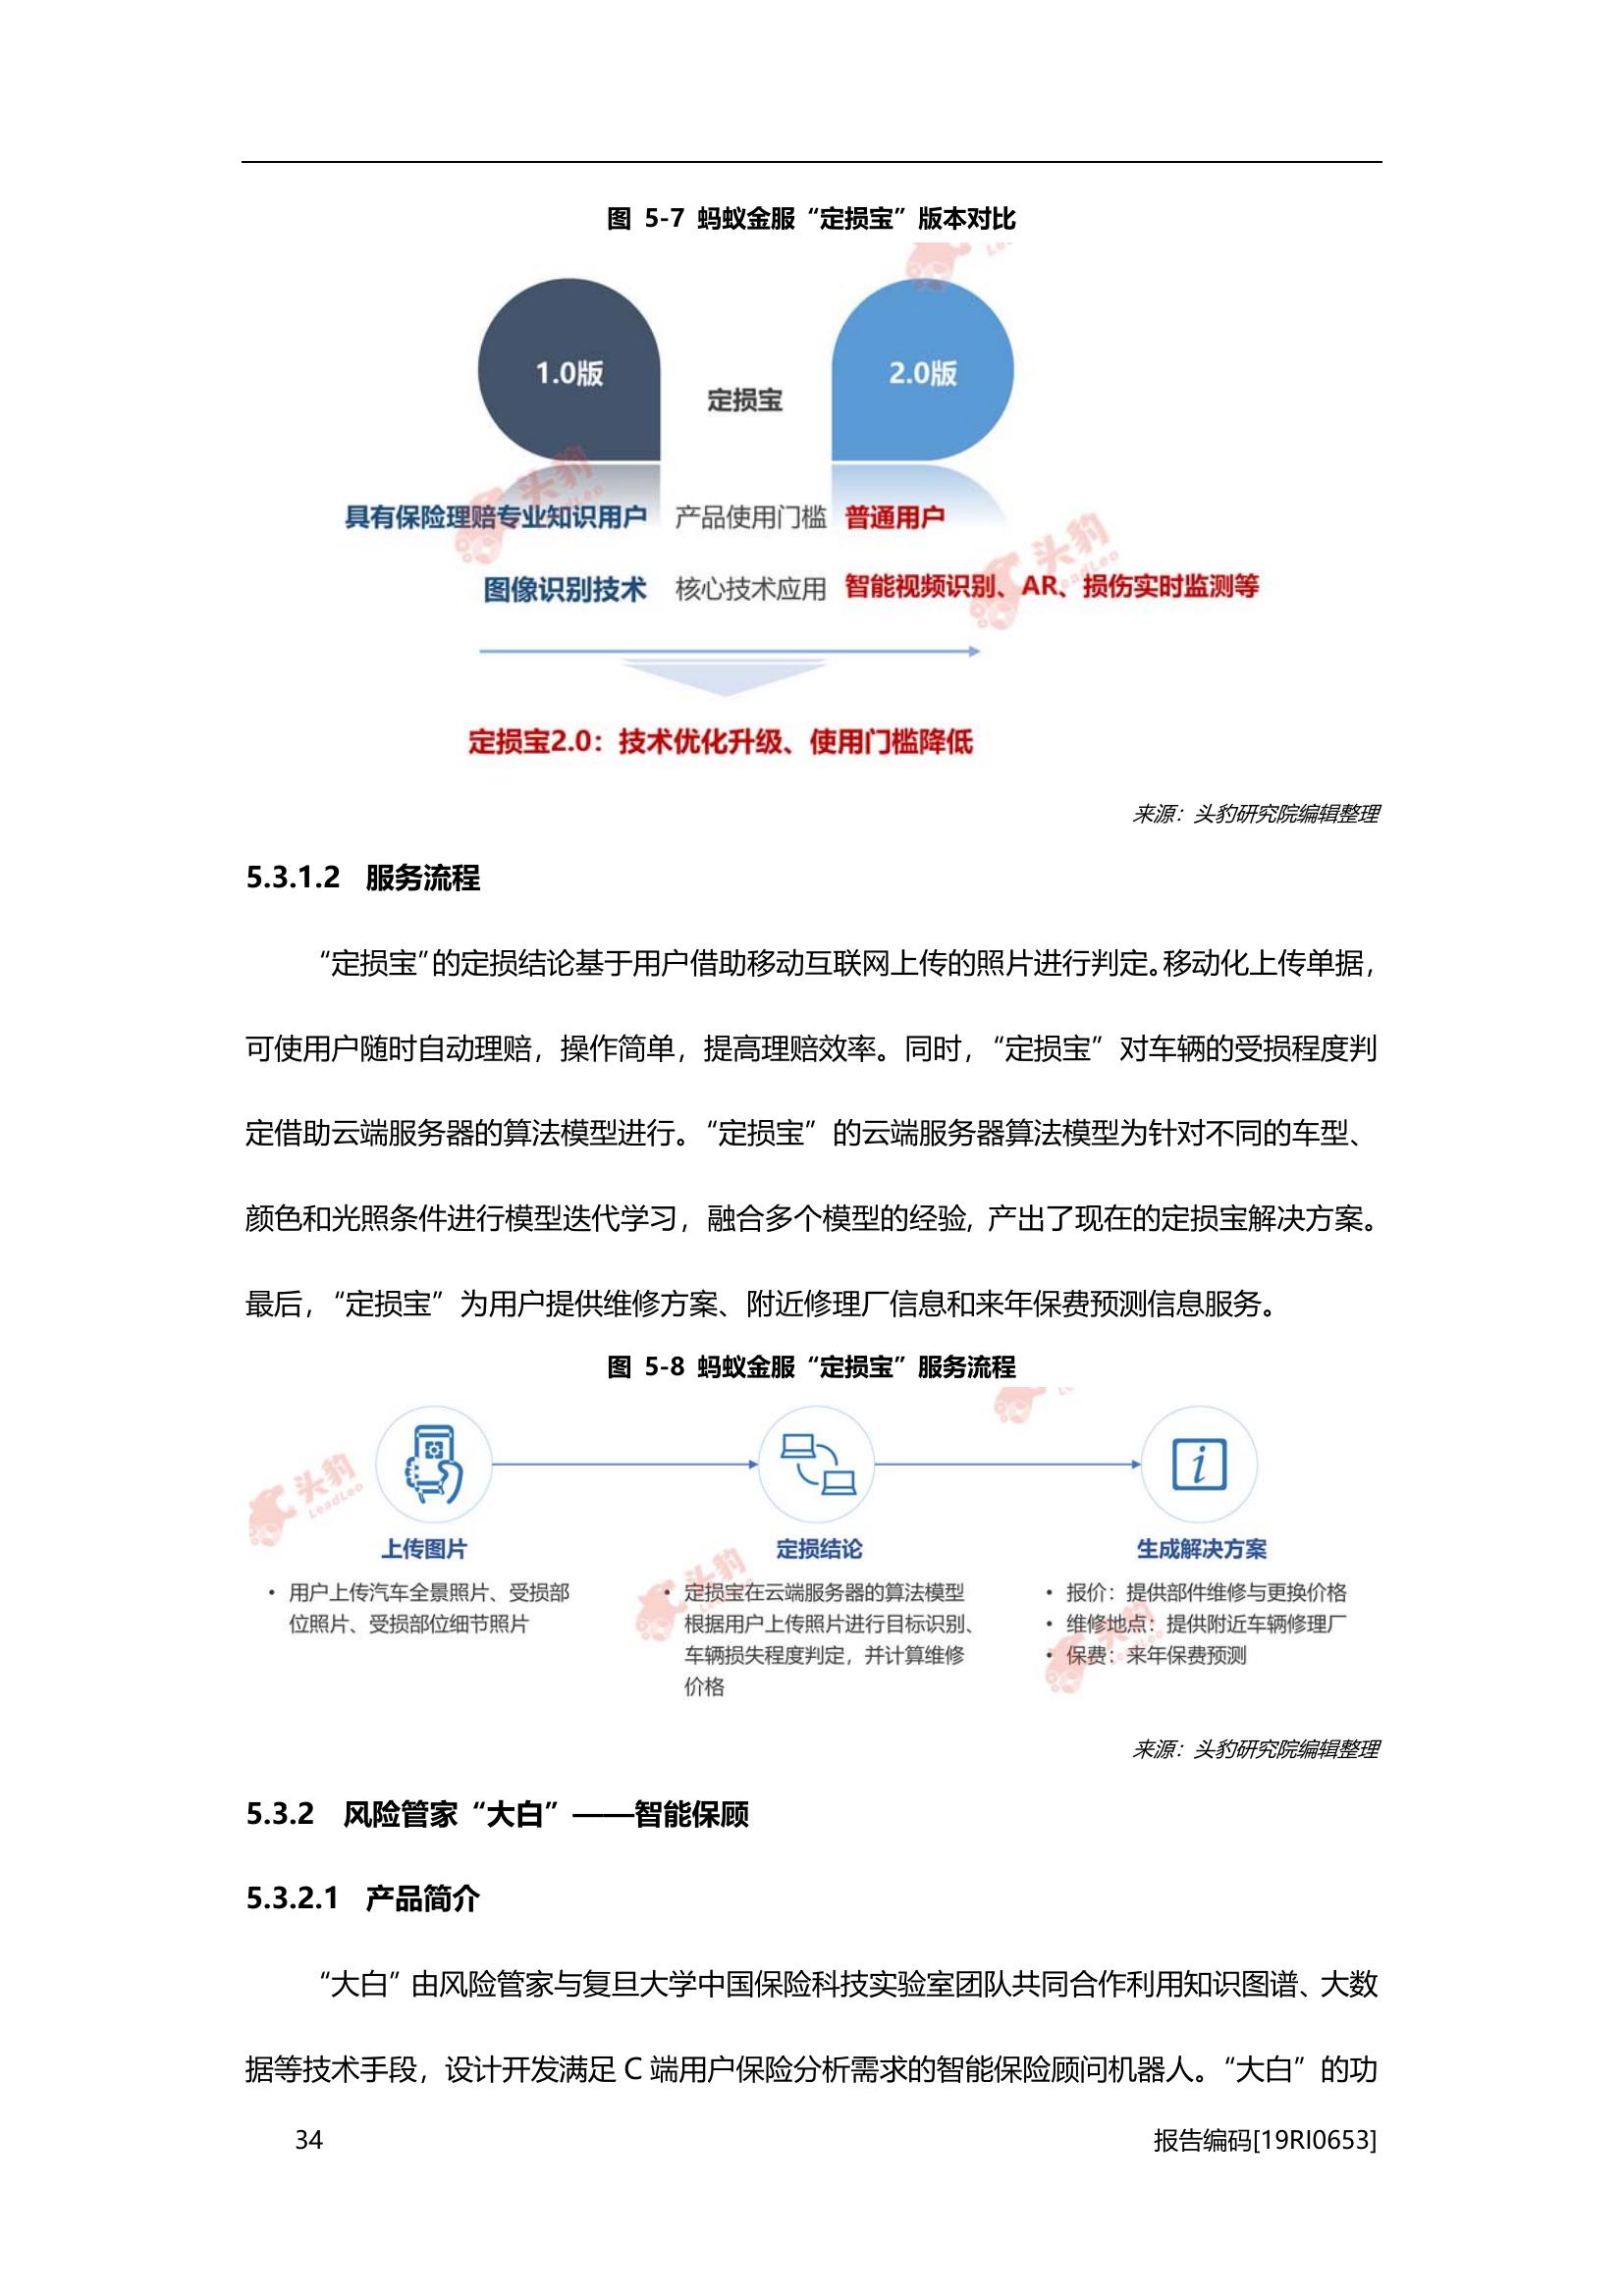 图 5-7 蚂蚁金服“定损宝”版本对比
1.0版
定损宝
2.0版
具有保险理赔专业知识用户 产品使用门槛 普通用户
图像识别技术 核心技术应用 智能视频识别、AR、损伤实时监测等
定损宝2.0：技术优化升级、使用门槛降低
来源：头豹研究院编辑整理
5.3.1.2 服务流程
“定损宝”的定损结论基于用户借助移动互联网上传的照片进行判定。移动化上传单据，
可使用户随时自动理赔，操作简单，提高理赔效率。同时，“定损宝”对车辆的受损程度判
定借助云端服务器的算法模型进行。“定损宝”的云端服务器算法模型为针对不同的车型、
颜色和光照条件进行模型迭代学习，融合多个模型的经验，产出了现在的定损宝解决方案。
最后，“定损宝”为用户提供维修方案、附近修理厂信息和来年保费预测信息服务。
图 5-8 蚂蚁金服“定损宝”服务流程
上传图片
• 用户上传汽车全景照片、受损部
位照片、受损部位细节照片
定损结论
• 定损宝在云端服务器的算法模型
根据用户上传照片进行目标识别、
车辆损失程度判定，并计算维修
价格
生成解决方案
• 报价：提供部件维修与更换价格
• 维修地点：提供附近车辆修理厂
• 保费：来年保费预测
头豹
LeadLeo
来源：头豹研究院编辑整理
5.3.2 风险管家“大白”——智能保顾
5.3.2.1 产品简介
“大白”由风险管家与复旦大学中国保险科技实验室团队共同合作利用知识图谱、大数
据等技术手段，设计开发满足 C 端用户保险分析需求的智能保险顾问机器人。“大白”的功
34
报告编码[19RI0653]